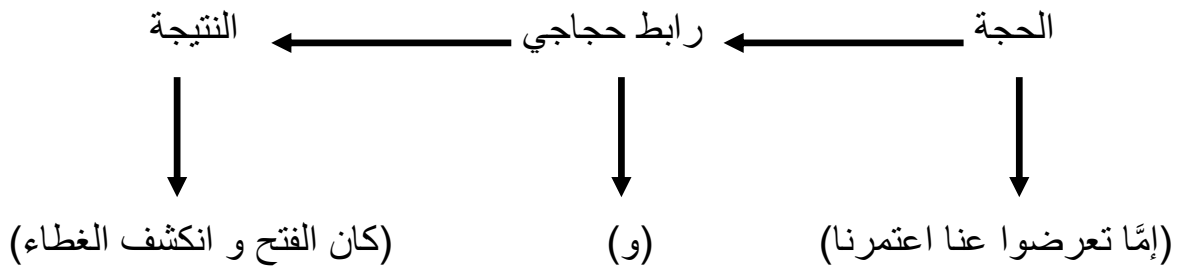 الحجة رابط حجاجي النتيجة
(إمَّا تعرضوا عنا اعتمرنا) (و) (كان الفتح و انكشف الغطاء)